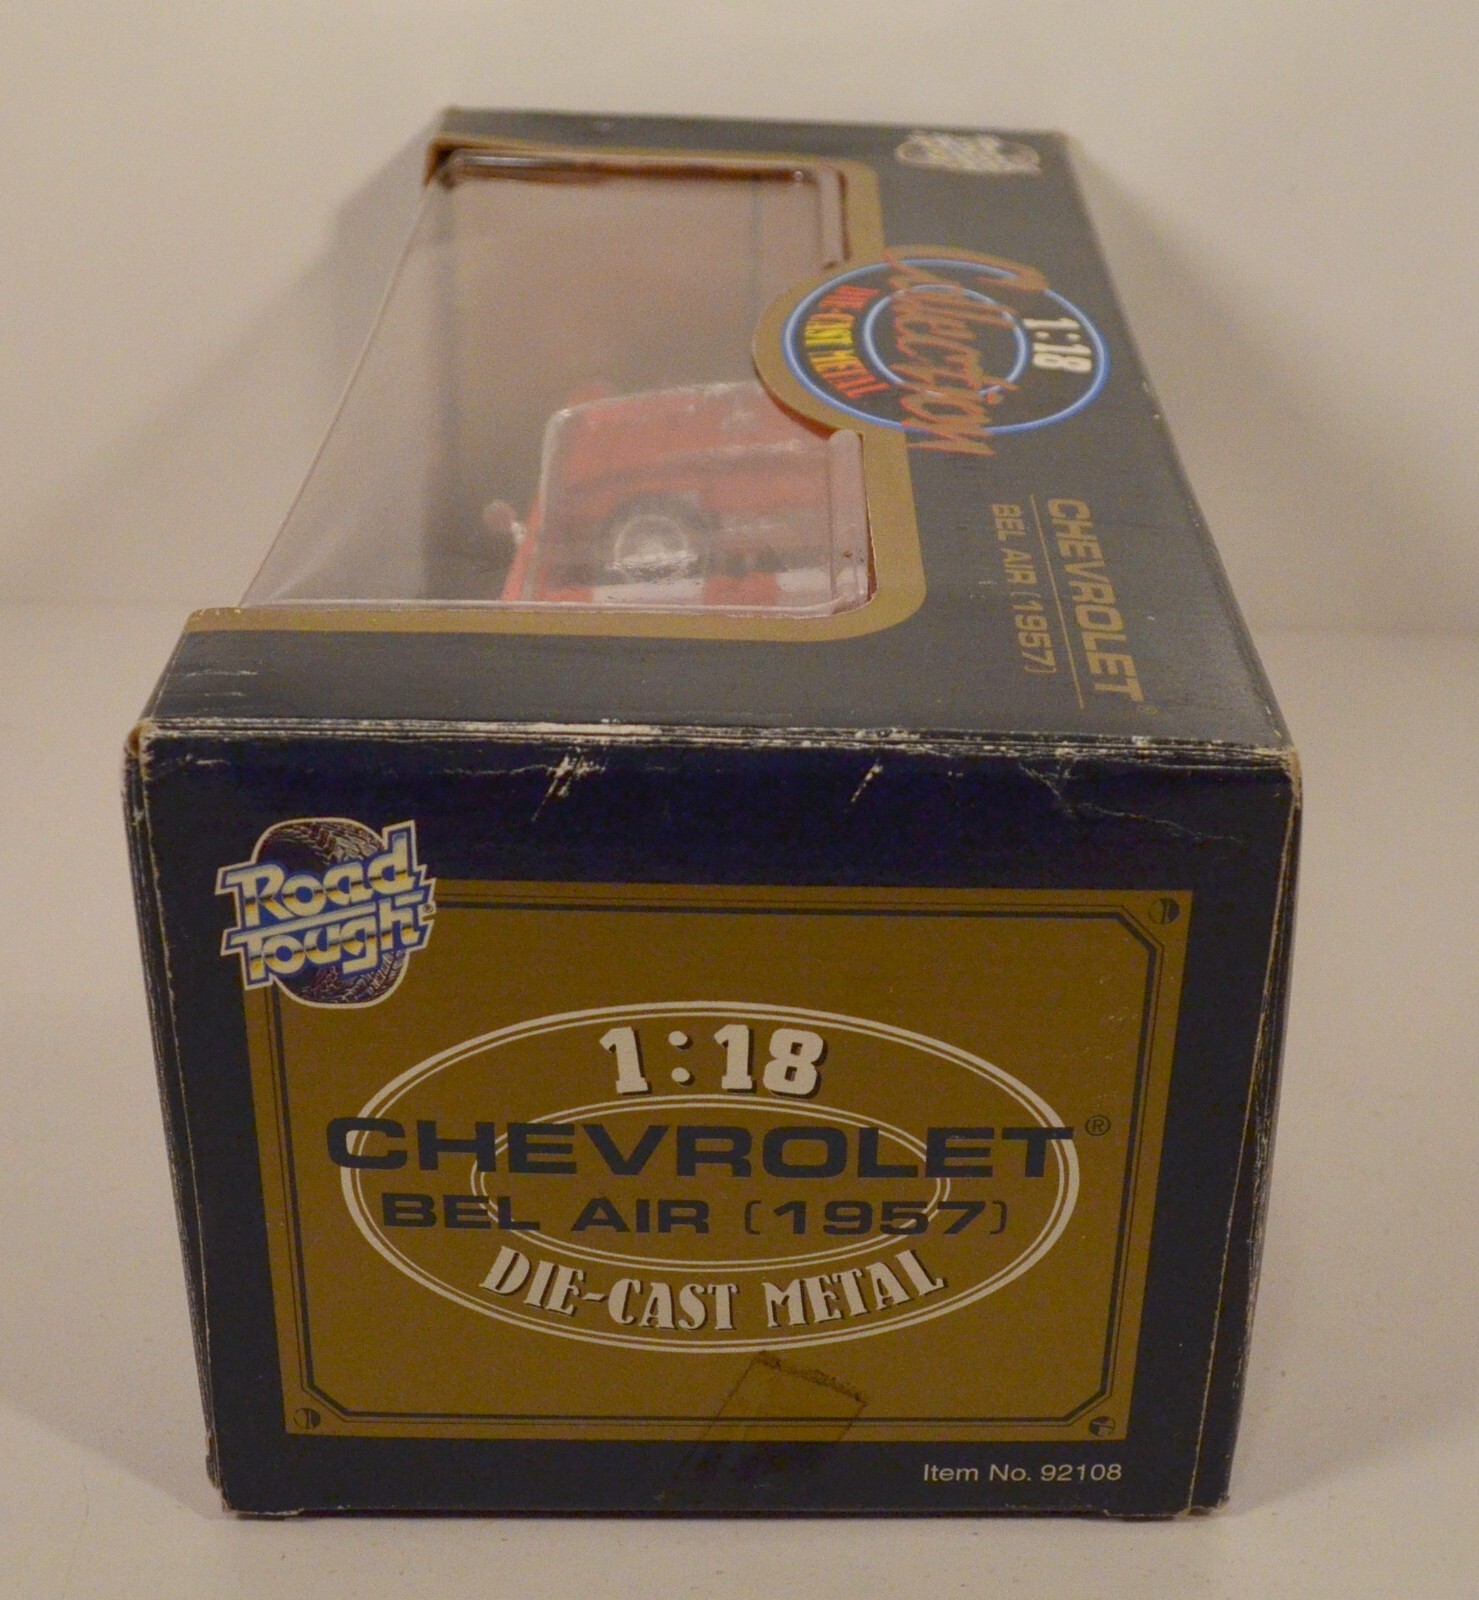 1:18
Collection
DIE-CAST METAL
CHEVROLET
BEL AIR (1957)
Road
Tough®
1:18
CHEVROLET®
BEL AIR (1957)
DIE-CAST METAL
Item No. 92108